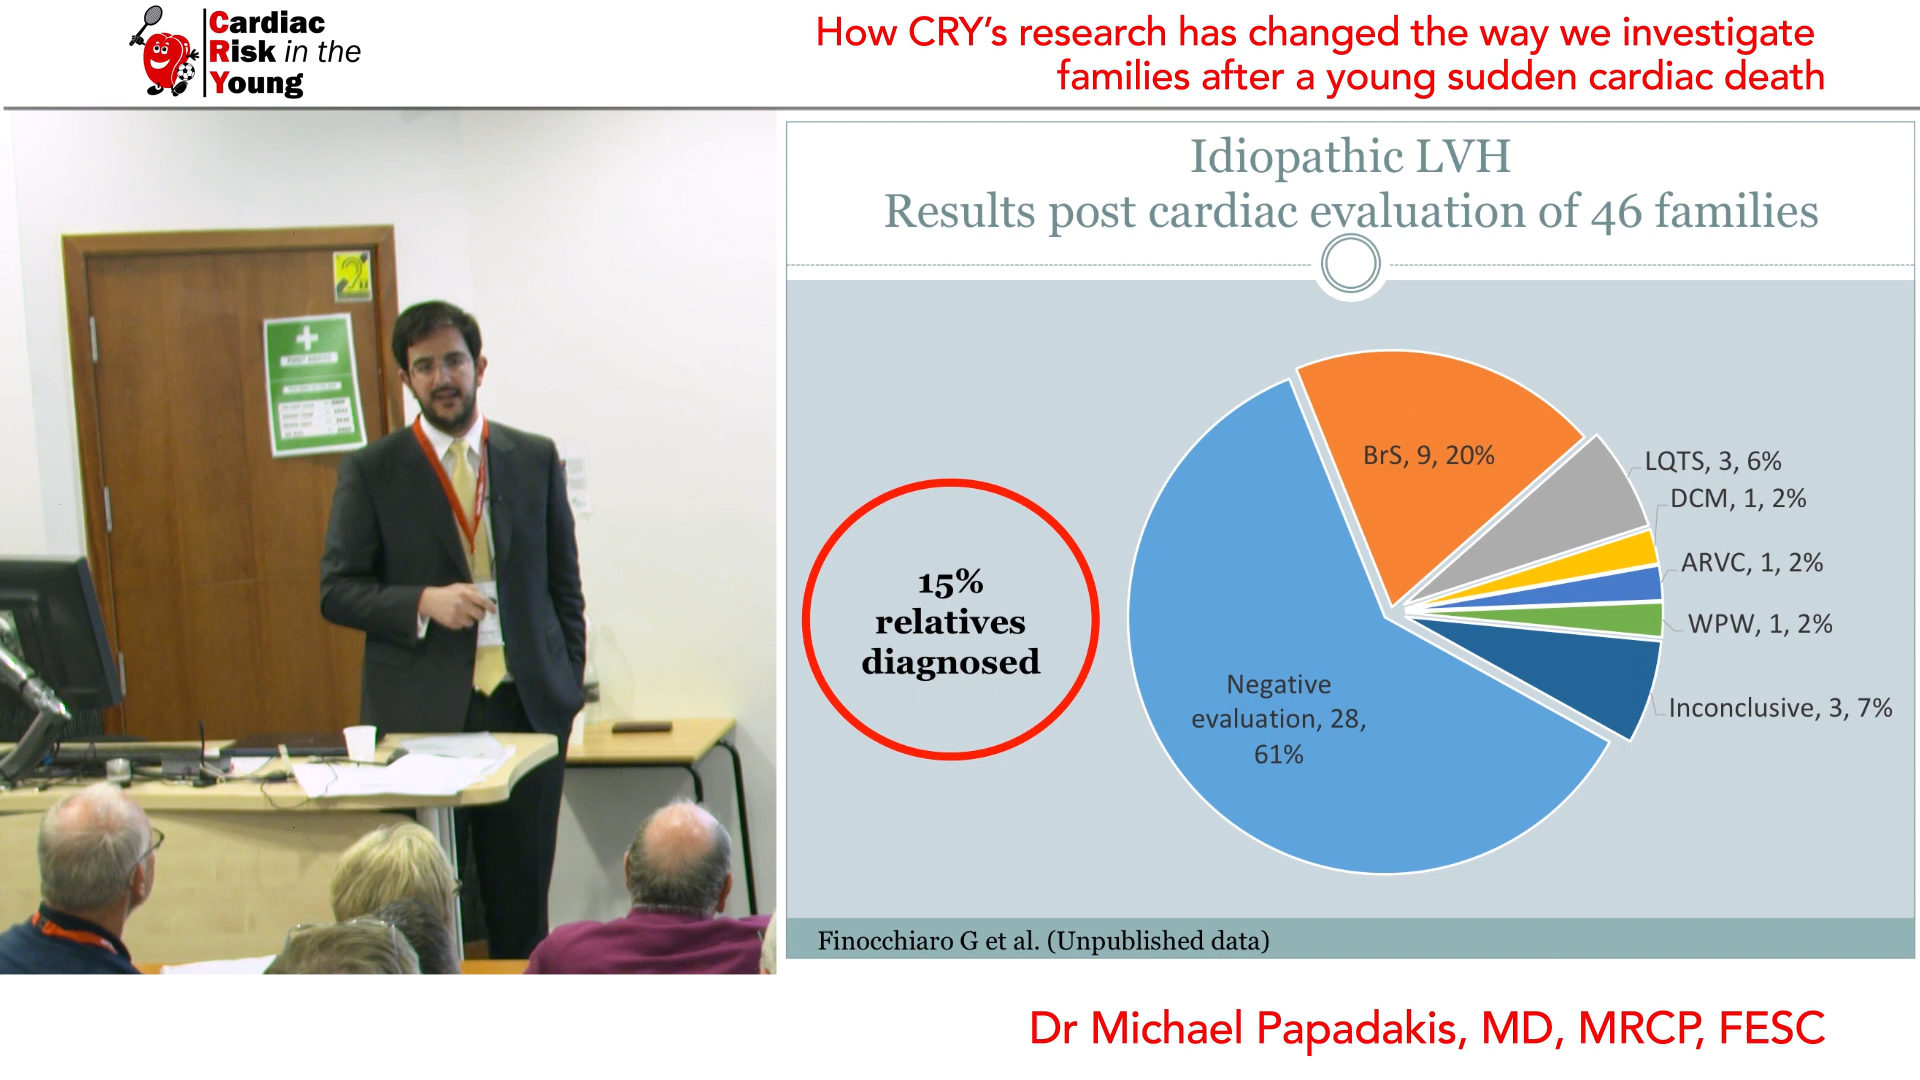 Cardiac
Risk in the
Young
How CRY's research has changed the way we investigate
families after a young sudden cardiac death
Idiopathic LVH
Results post cardiac evaluation of 46 families
15%
relatives
diagnosed
BrS, 9, 20%
LQTS, 3, 6%
DCM, 1, 2%
ARVC, 1, 2%
WPW, 1, 2%
Inconclusive, 3, 7%
Negative
evaluation, 28,
61%
Finocchiaro G et al. (Unpublished data)
Dr Michael Papadakis, MD, MRCP, FESC